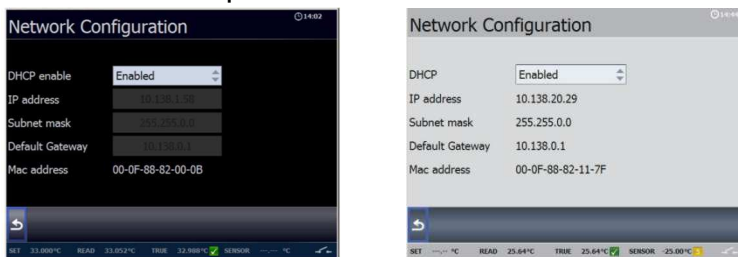 Network Configuration
14:02
DHCP enable Enabled
IP address 10.138.1.58
Subnet mask 255.255.0.0
Default Gateway 10.138.0.1
Mac address 00-0F-88-82-00-0B
SET 33.000°C READ 33.052°C TRUE 32.988°C SENSOR ---.-- °C
Network Configuration
DHCP Enabled
IP address 10.138.20.29
Subnet mask 255.255.0.0
Default Gateway 10.138.0.1
Mac address 00-0F-88-82-11-7F
SET ---.-- °C READ 25.64°C TRUE 25.64°C SENSOR -25.00°C